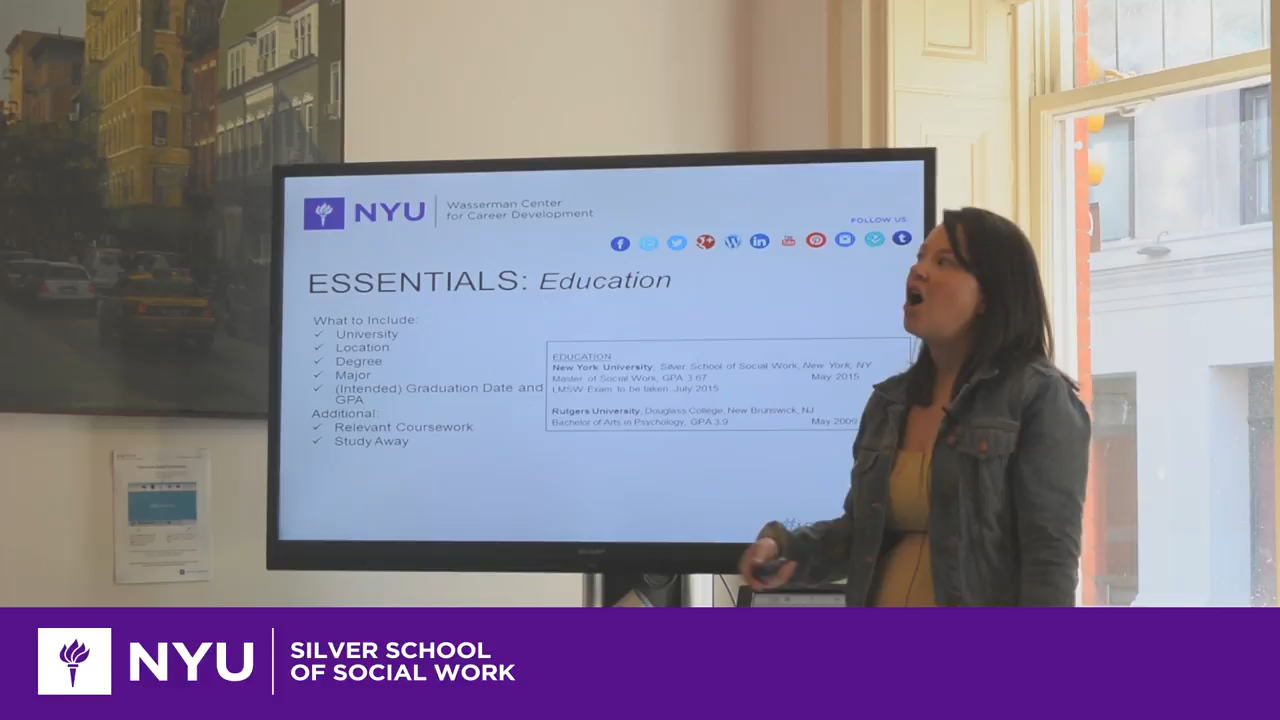 NYU
Wasserman Center
for Career Development
FOLLOW US
ESSENTIALS: Education
What to Include:
✓ University
✓ Location
✓ Degree
✓ Major
✓ (Intended) Graduation Date and
GPA
Additional:
✓ Relevant Coursework
✓ Study Away
EDUCATION
New York University, Silver School of Social Work, New York, NY
Master of Social Work, GPA 3.67 May 2015
LMSW Exam to be taken July 2015
Rutgers University, Douglass College, New Brunswick, NJ
Bachelor of Arts in Psychology, GPA 3.9 May 2009
SHARP
NYU
SILVER SCHOOL
OF SOCIAL WORK